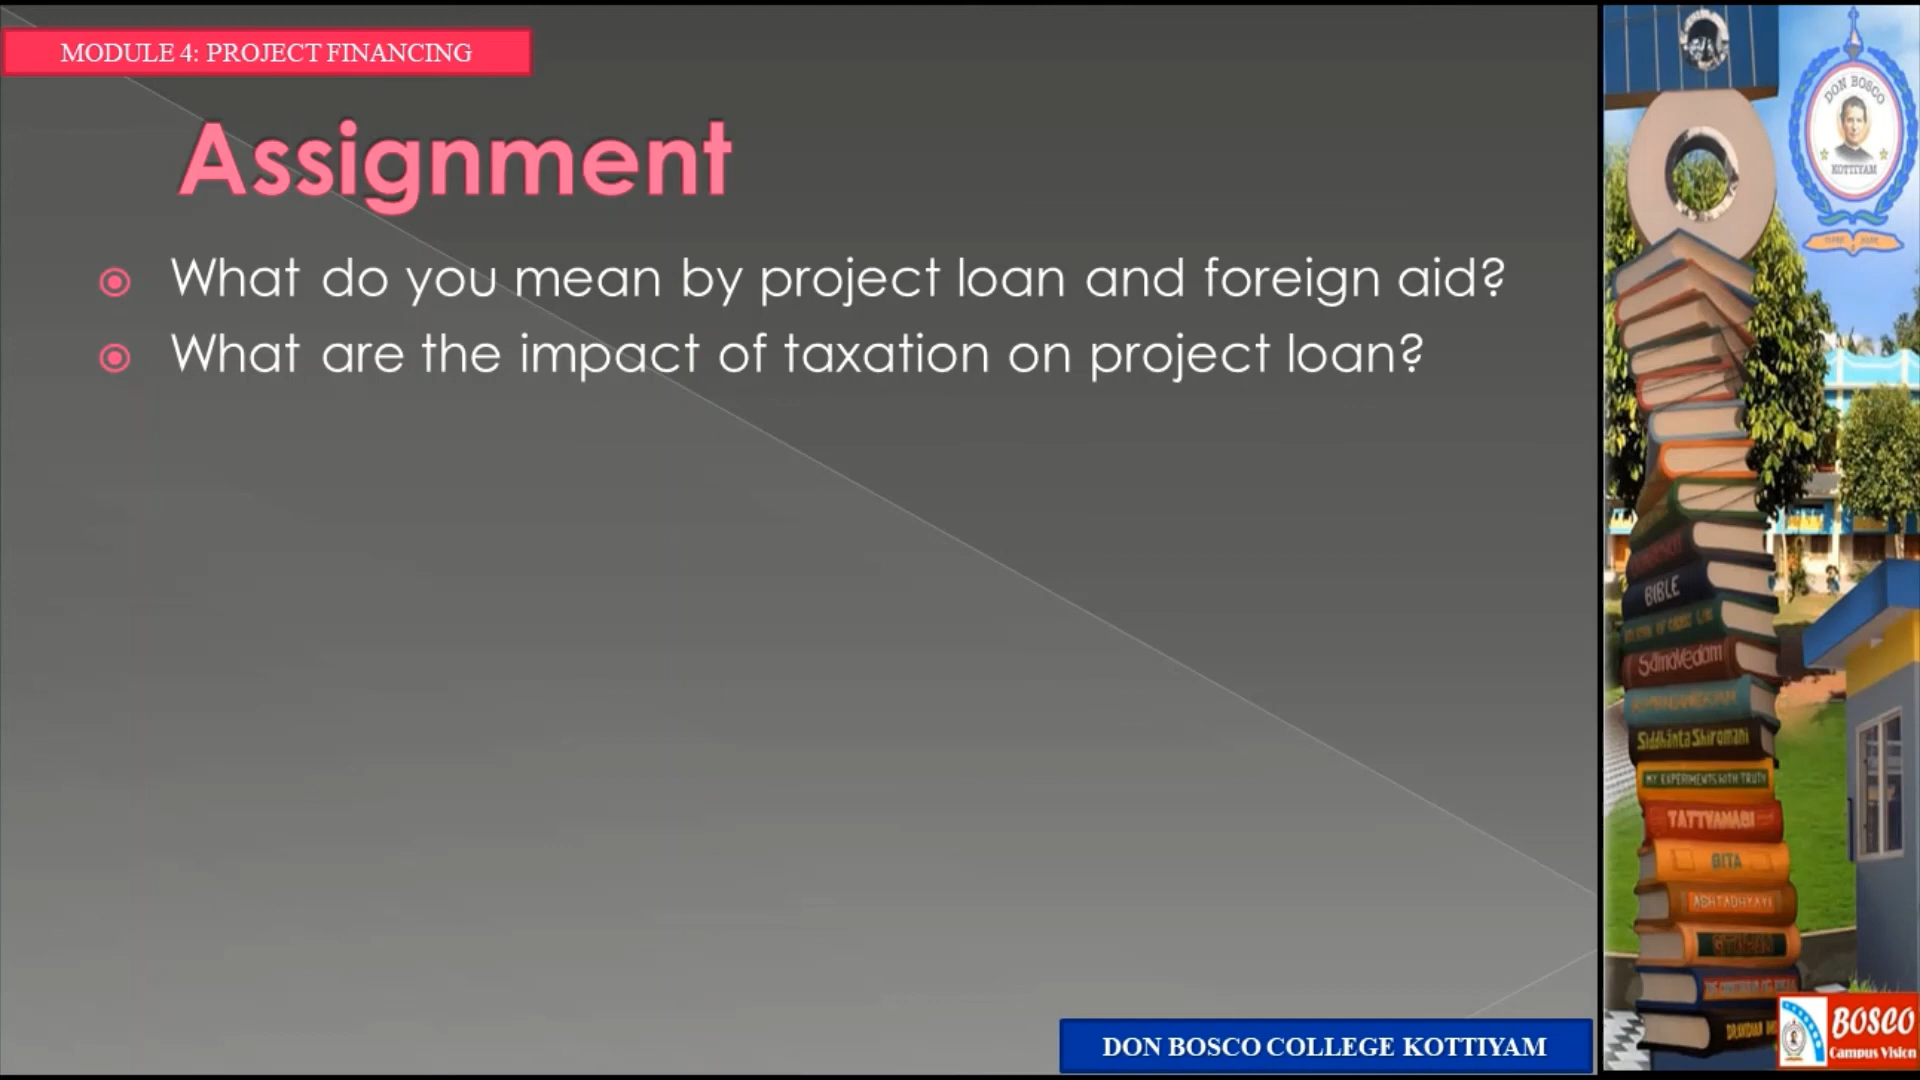 MODULE 4: PROJECT FINANCING
Assignment
What do you mean by project loan and foreign aid?
What are the impact of taxation on project loan?
DON BOSCO COLLEGE KOTTIYAM
DON BOSCO
KOTTIYAM
BIBLE
SamaVedam
Siddhanta Shiromani
MY EXPERIMENTS WITH TRUTH
GITA
BOSCO
Campus Vision